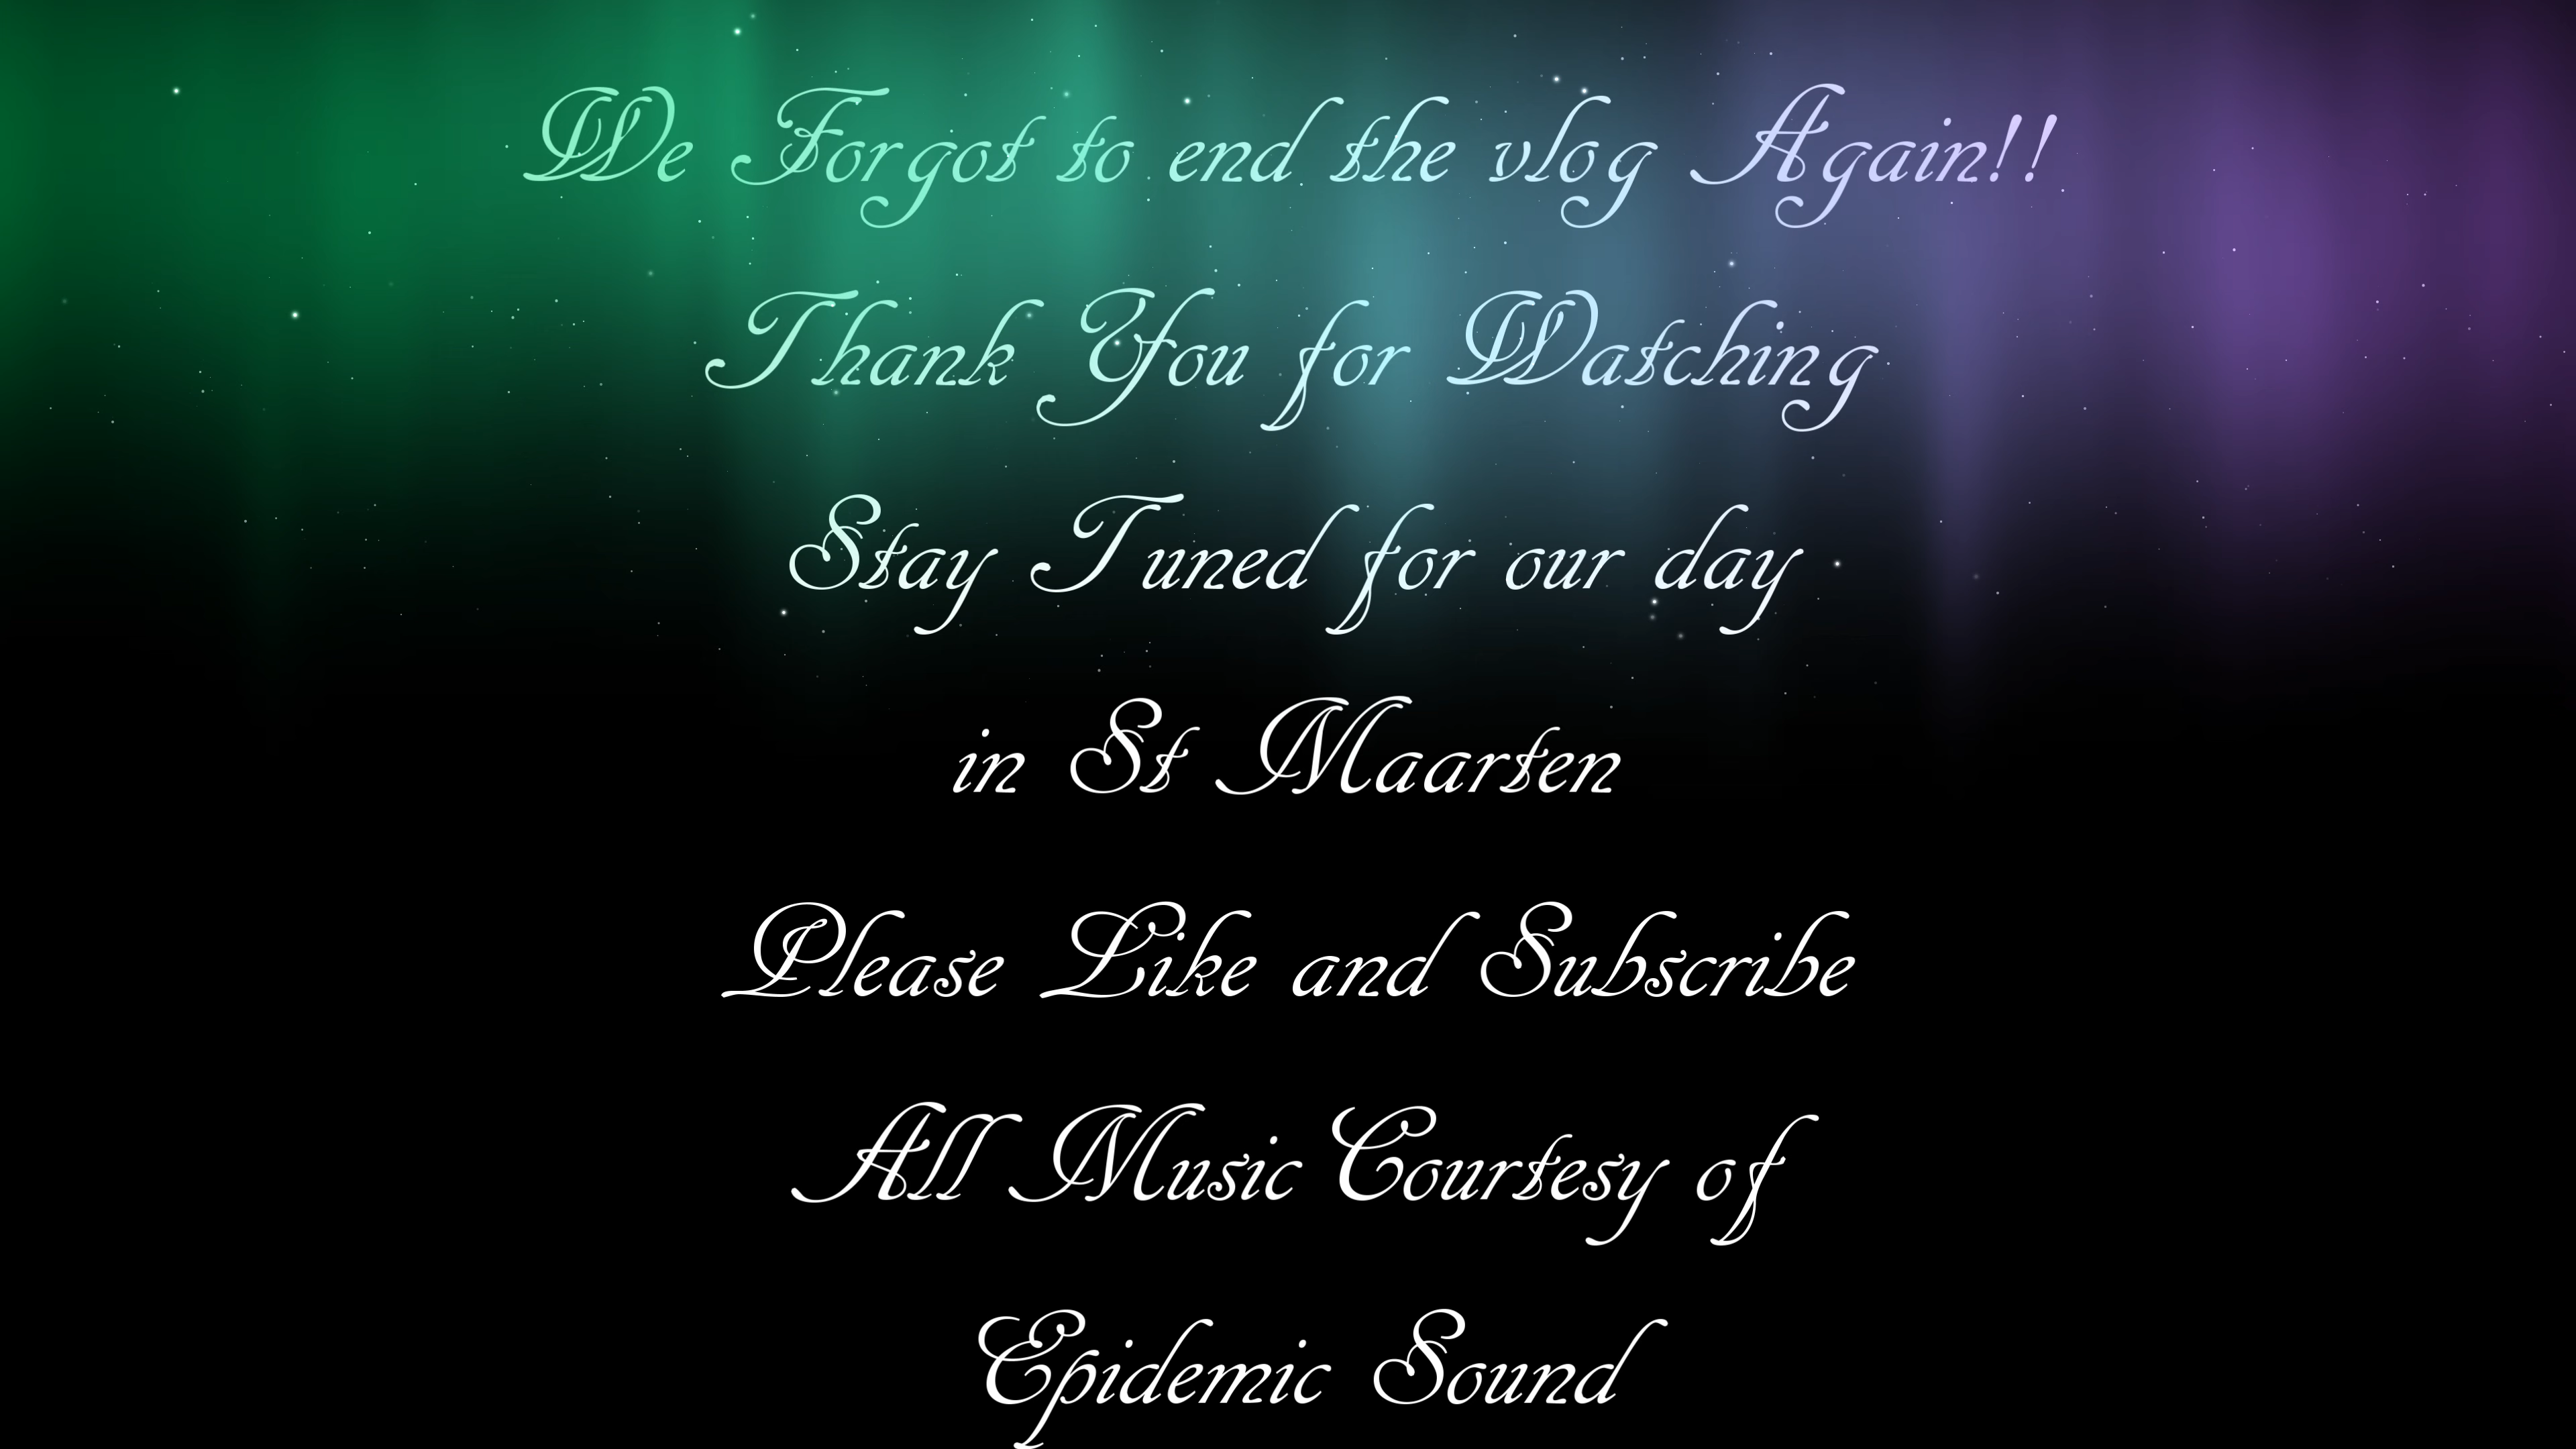 We Forgot to end the vlog Again!!
Thank You for Watching
Stay Tuned for our day
in St Maarten
Please Like and Subscribe
All Music Courtesy of
Epidemic Sound